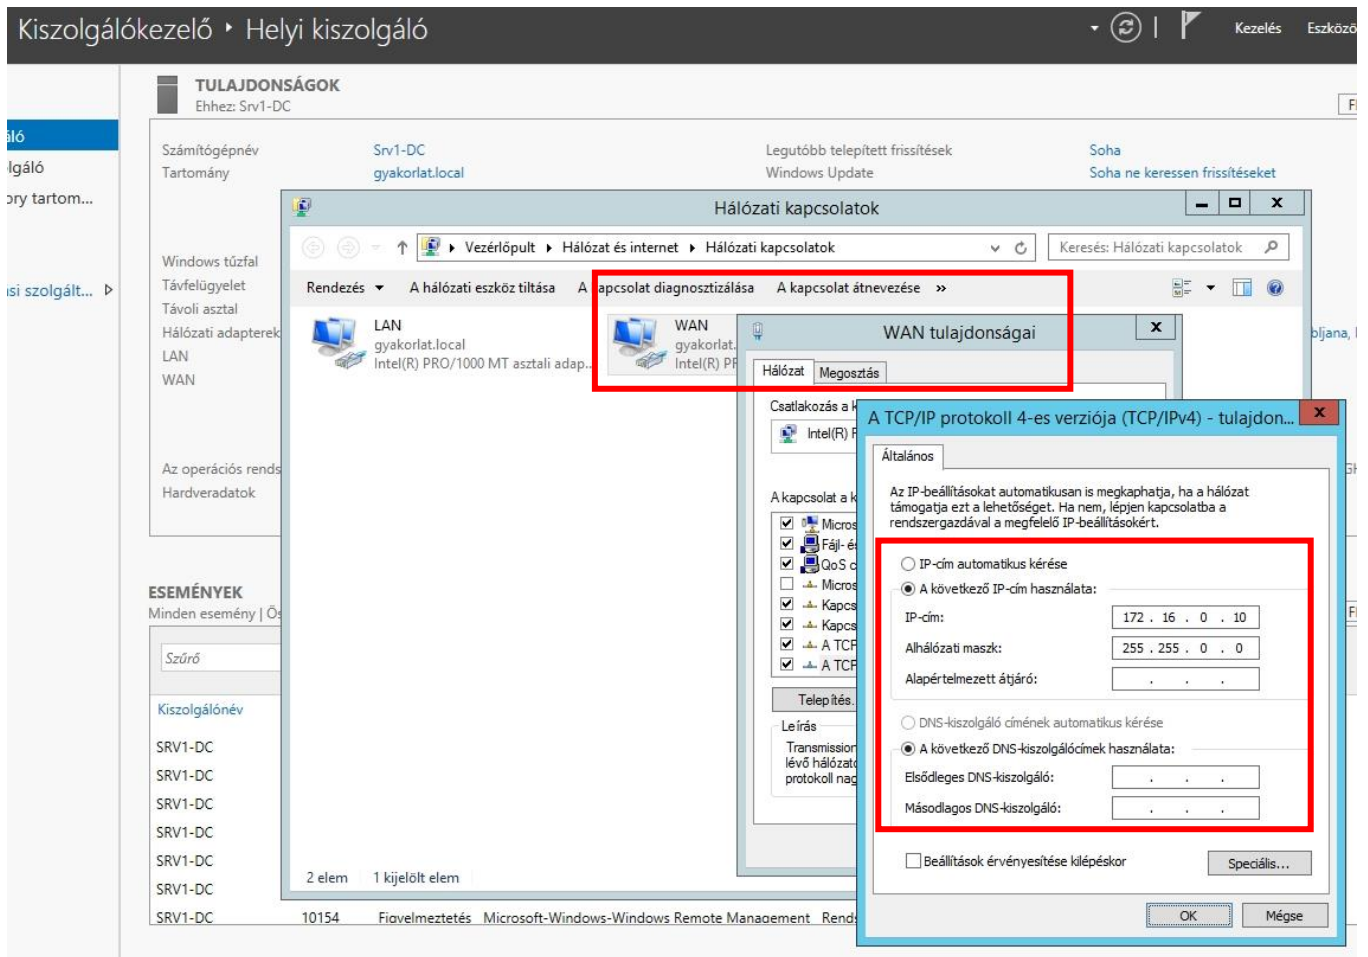 Kiszolgálókezelő ‣ Helyi kiszolgáló
Kezelés
TULAJDONSÁGOK
Ehhez: Srv1-DC
Számítógépnév Srv1-DC Legutóbb telepített frissítések Soha
Tartomány gyakorlat.local Windows Update Soha ne keressen frissítéseket
Hálózati kapcsolatok
Vezérlőpult ‣ Hálózat és internet ‣ Hálózati kapcsolatok
Keresés: Hálózati kapcsolatok
Windows tűzfal
Távfelügyelet
Távoli asztal
Hálózati adapterek
LAN
WAN
Az operációs rends
Hardveradatok
Rendezés A hálózati eszköz tiltása A kapcsolat diagnosztizálása A kapcsolat átnevezése »
LAN
gyakorlat.local
Intel(R) PRO/1000 MT asztali adap...
WAN
gyakorlat.
Intel(R) PR
WAN tulajdonságai
Hálózat Megosztás
Csatlakozás a k
Intel(R) F
A kapcsolat a k
Micros
Fájl- és
QoS c
Micros
Kapcs
Kapcs
A TCP
A TCP
Telepítés.
Leírás
Transmission
lévő hálózato
protokoll nag
A TCP/IP protokoll 4-es verziója (TCP/IPv4) - tulajdon...
Általános
Az IP-beállításokat automatikusan is megkaphatja, ha a hálózat
támogatja ezt a lehetőséget. Ha nem, lépjen kapcsolatba a
rendszergazdával a megfelelő IP-beállításokért.
IP-cím automatikus kérése
A következő IP-cím használata:
IP-cím: 172 . 16 . 0 . 10
Alhálózati maszk: 255 . 255 . 0 . 0
Alapértelmezett átjáró: . . .
DNS-kiszolgáló címének automatikus kérése
A következő DNS-kiszolgálócímek használata:
Elsődleges DNS-kiszolgáló: . . .
Másodlagos DNS-kiszolgáló: . . .
Beállítások érvényesítése kilépéskor
Speciális...
OK Mégse
ESEMÉNYEK
Minden esemény | Ös
Szűrő
Kiszolgálónév
SRV1-DC
SRV1-DC
SRV1-DC
SRV1-DC
SRV1-DC
SRV1-DC
2 elem 1 kijelölt elem
SRV1-DC 10154 Figyelmeztetés Microsoft-Windows-Windows Remote Management Rends